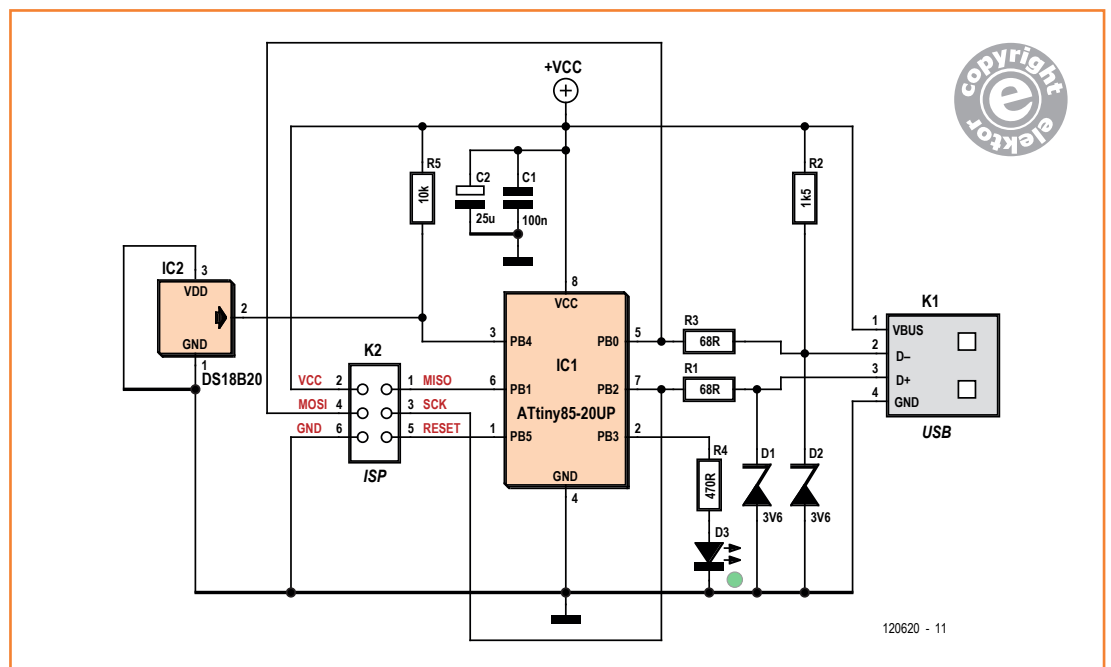 copyright
e
elektor
+VCC
R5
10k
C2
25u
C1
100n
R2
1k5
IC2
3
VDD
2
GND
1
DS18B20
K2
VCC 2
1 MISO
MOSI 4
3 SCK
GND 6
5 RESET
ISP
8
VCC
3 PB4
PB0 5
IC1
6 PB1
PB2 7
ATtiny85-20UP
1 PB5
PB3 2
GND
4
R3
68R
R1
68R
R4
470R
D3
D1
3V6
D2
3V6
K1
1 VBUS
2 D–
3 D+
4 GND
USB
120620 - 11